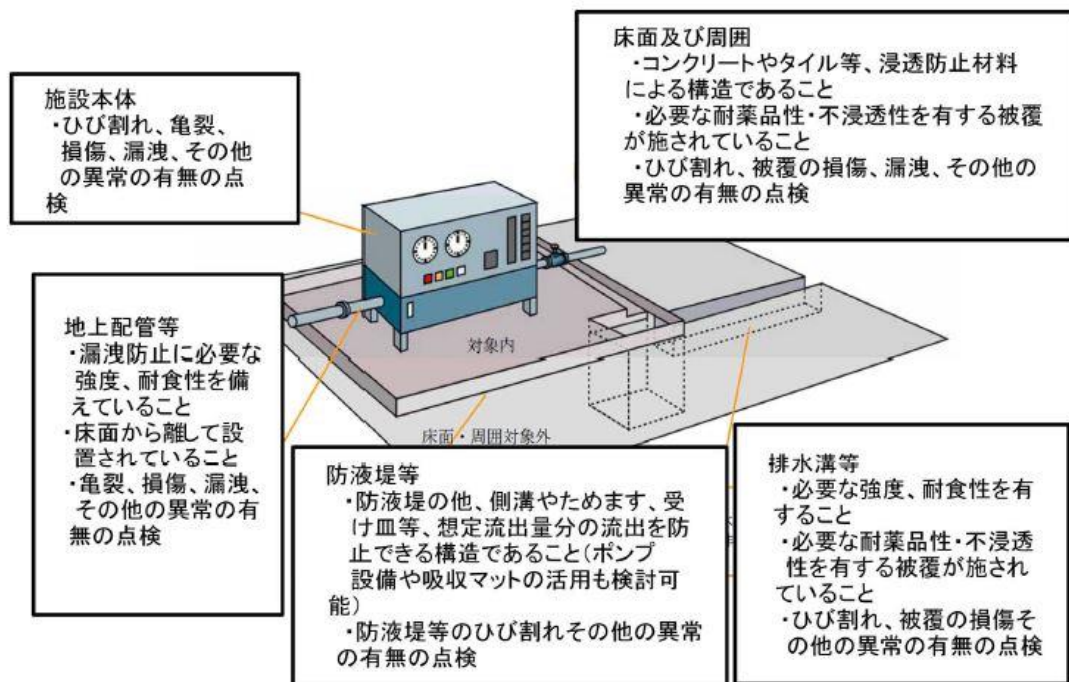 施設本体
・ひび割れ、亀裂、
損傷、漏洩、その他
の異常の有無の点
検
床面及び周囲
・コンクリートやタイル等、浸透防止材料
による構造であること
・必要な耐薬品性・不浸透性を有する被覆
が施されていること
・ひび割れ、被覆の損傷、漏洩、その他の
異常の有無の点検
地上配管等
・漏洩防止に必要な
強度、耐食性を備
えていること
・床面から離して設
置されていること
・亀裂、損傷、漏洩、
その他の異常の有
無の点検
対象内
床面・周囲対象外
防液堤等
・防液堤の他、側溝やためます、受
け皿等、想定流出量分の流出を防
止できる構造であること(ポンプ
設備や吸収マットの活用も検討可
能)
・防液堤等のひび割れその他の異常
の有無の点検
排水溝等
・必要な強度、耐食性を有
すること
・必要な耐薬品性・不浸透
性を有する被覆が施され
ていること
・ひび割れ、被覆の損傷そ
の他の異常の有無の点検